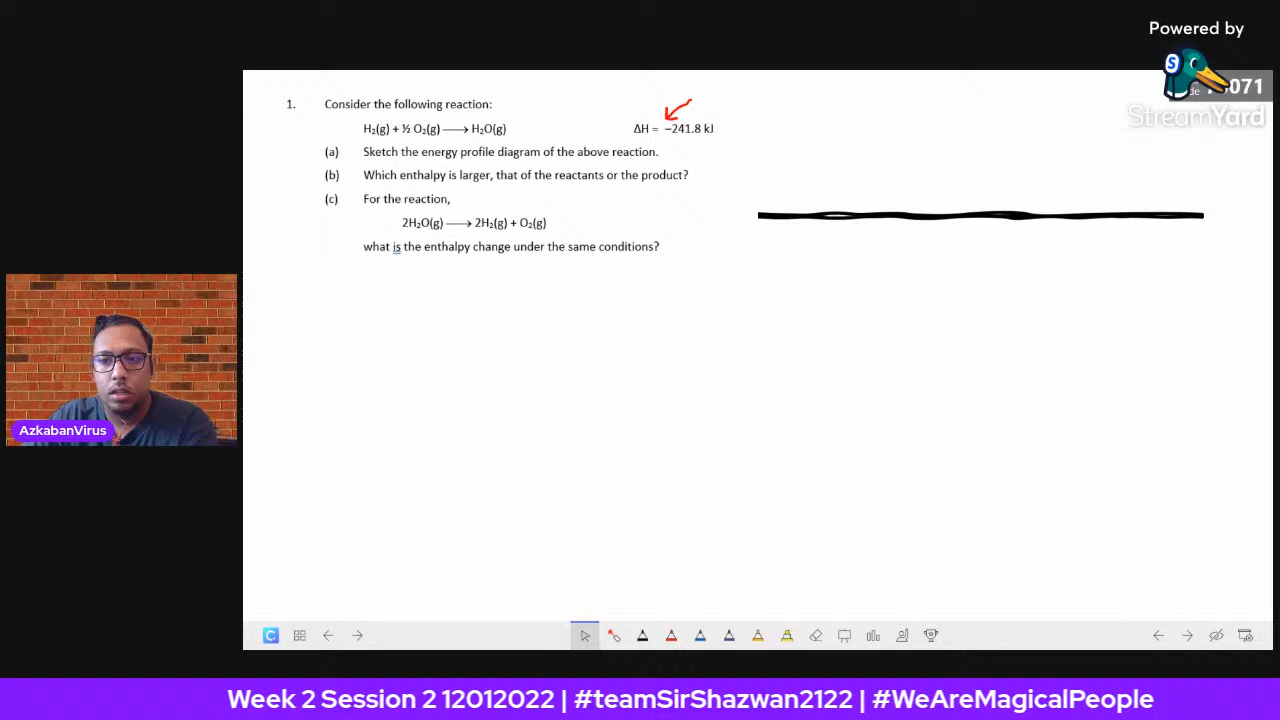 Powered by
071
StreamYard
1. Consider the following reaction:
H₂(g) + ½ O₂(g) ⟶ H₂O(g) ΔH = −241.8 kJ
(a) Sketch the energy profile diagram of the above reaction.
(b) Which enthalpy is larger, that of the reactants or the product?
(c) For the reaction,
2H₂O(g) ⟶ 2H₂(g) + O₂(g)
what is the enthalpy change under the same conditions?
AzkabanVirus
Week 2 Session 2 12012022 | #teamSirShazwan2122 | #WeAreMagicalPeople